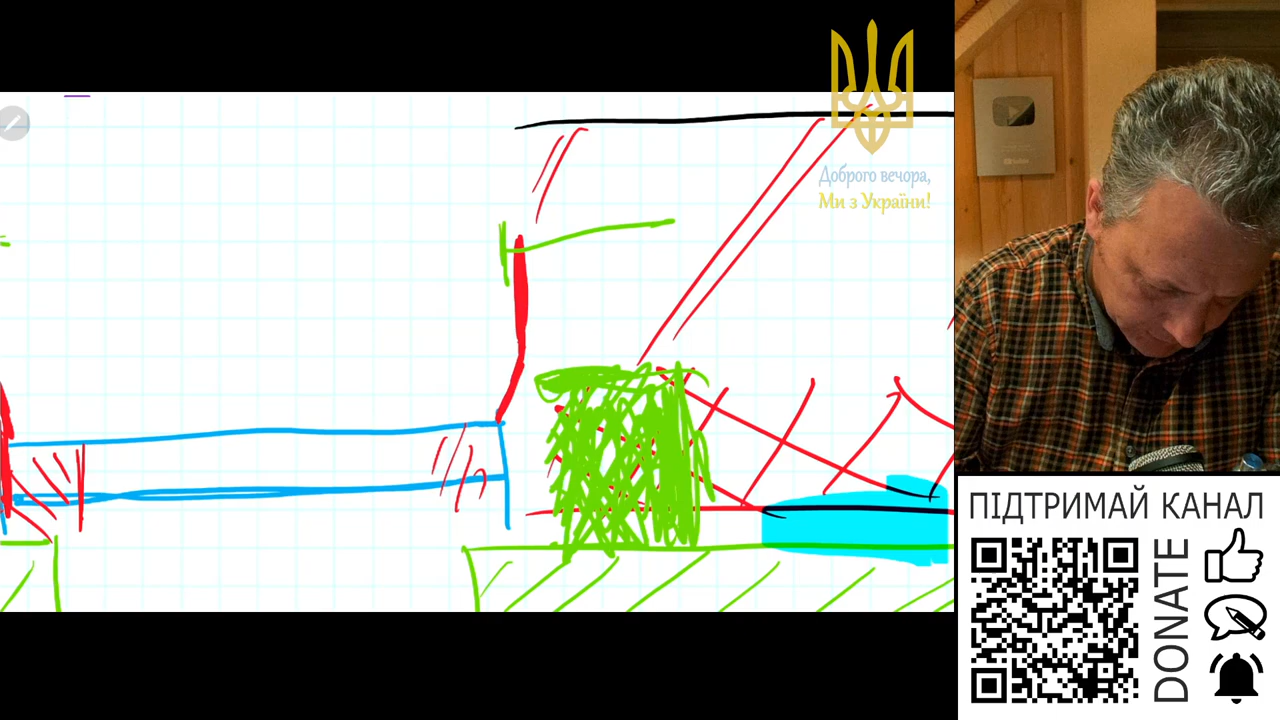 Доброго вечора,
Ми з України!
ПІДТРИМАЙ КАНАЛ
DONATE